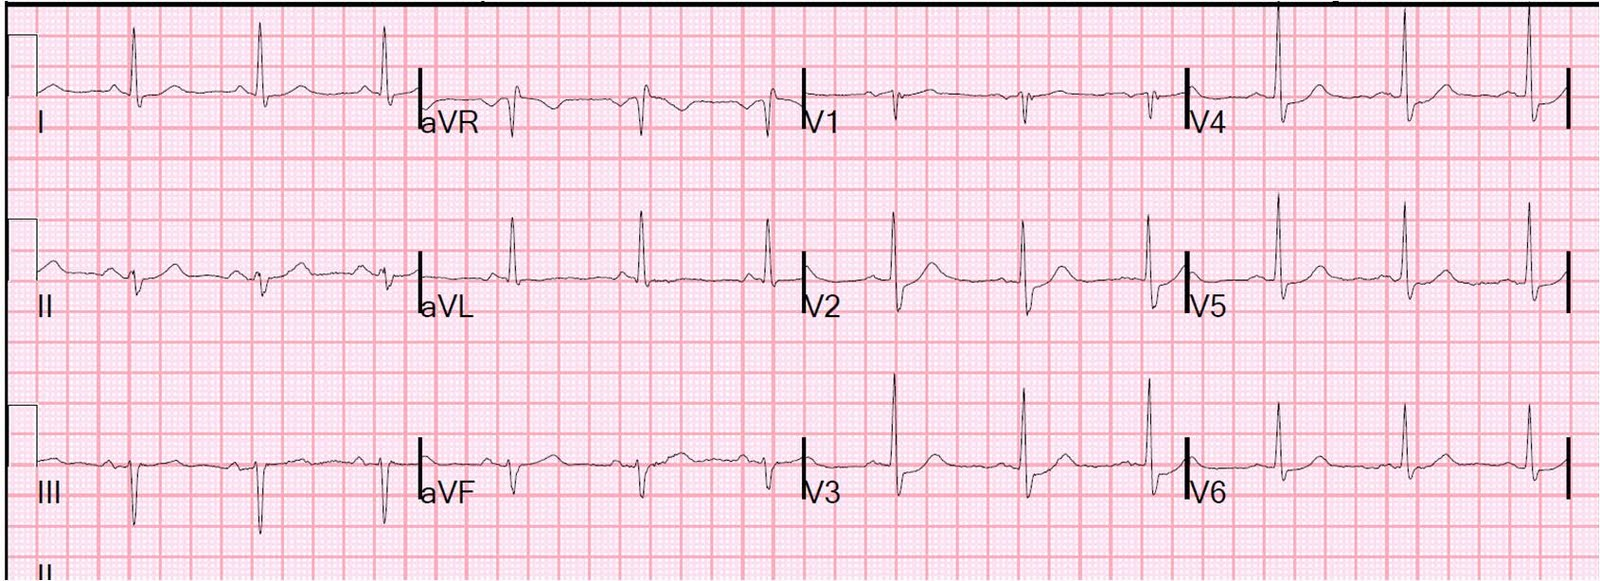 I aVR V1 V4
II aVL V2 V5
III aVF V3 V6
II